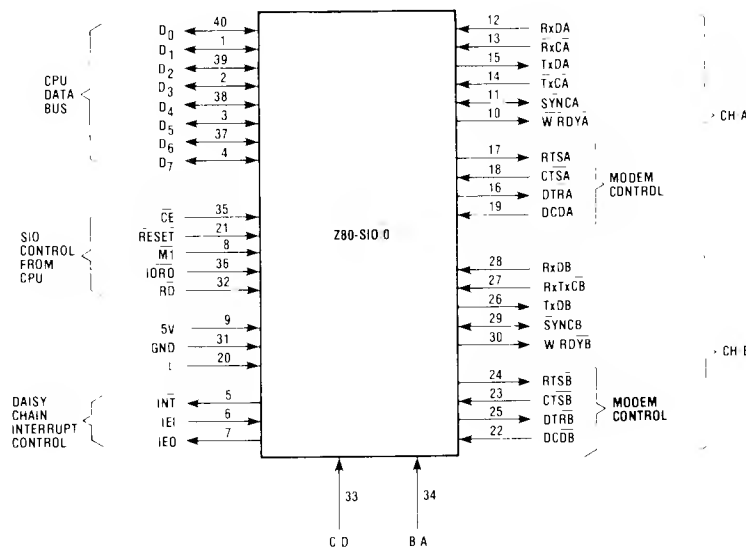 CPU
DATA
BUS
D0 40
D1 1
D2 39
D3 2
D4 38
D5 3
D6 37
D7 4
SIO
CONTROL
FROM
CPU
CE 35
RESET 21
M1 8
IORQ 36
RD 32
5V 9
GND 31
20
DAISY
CHAIN
INTERRUPT
CONTROL
INT 5
IEI 6
IEO 7
Z80-SIO 0
12 RxDA
13 RxCA
15 TxDA
14 TxCA
11 SYNCA
10 W RDYA
CH-A
17 RTSA
18 CTSA
16 DTRA
19 DCDA
MODEM
CONTROL
28 RxDB
27 RxTxCB
26 TxDB
29 SYNCB
30 W RDYB
CH-B
24 RTSB
23 CTSB
25 DTRB
22 DCDB
MODEM
CONTROL
33
34
C D
B A